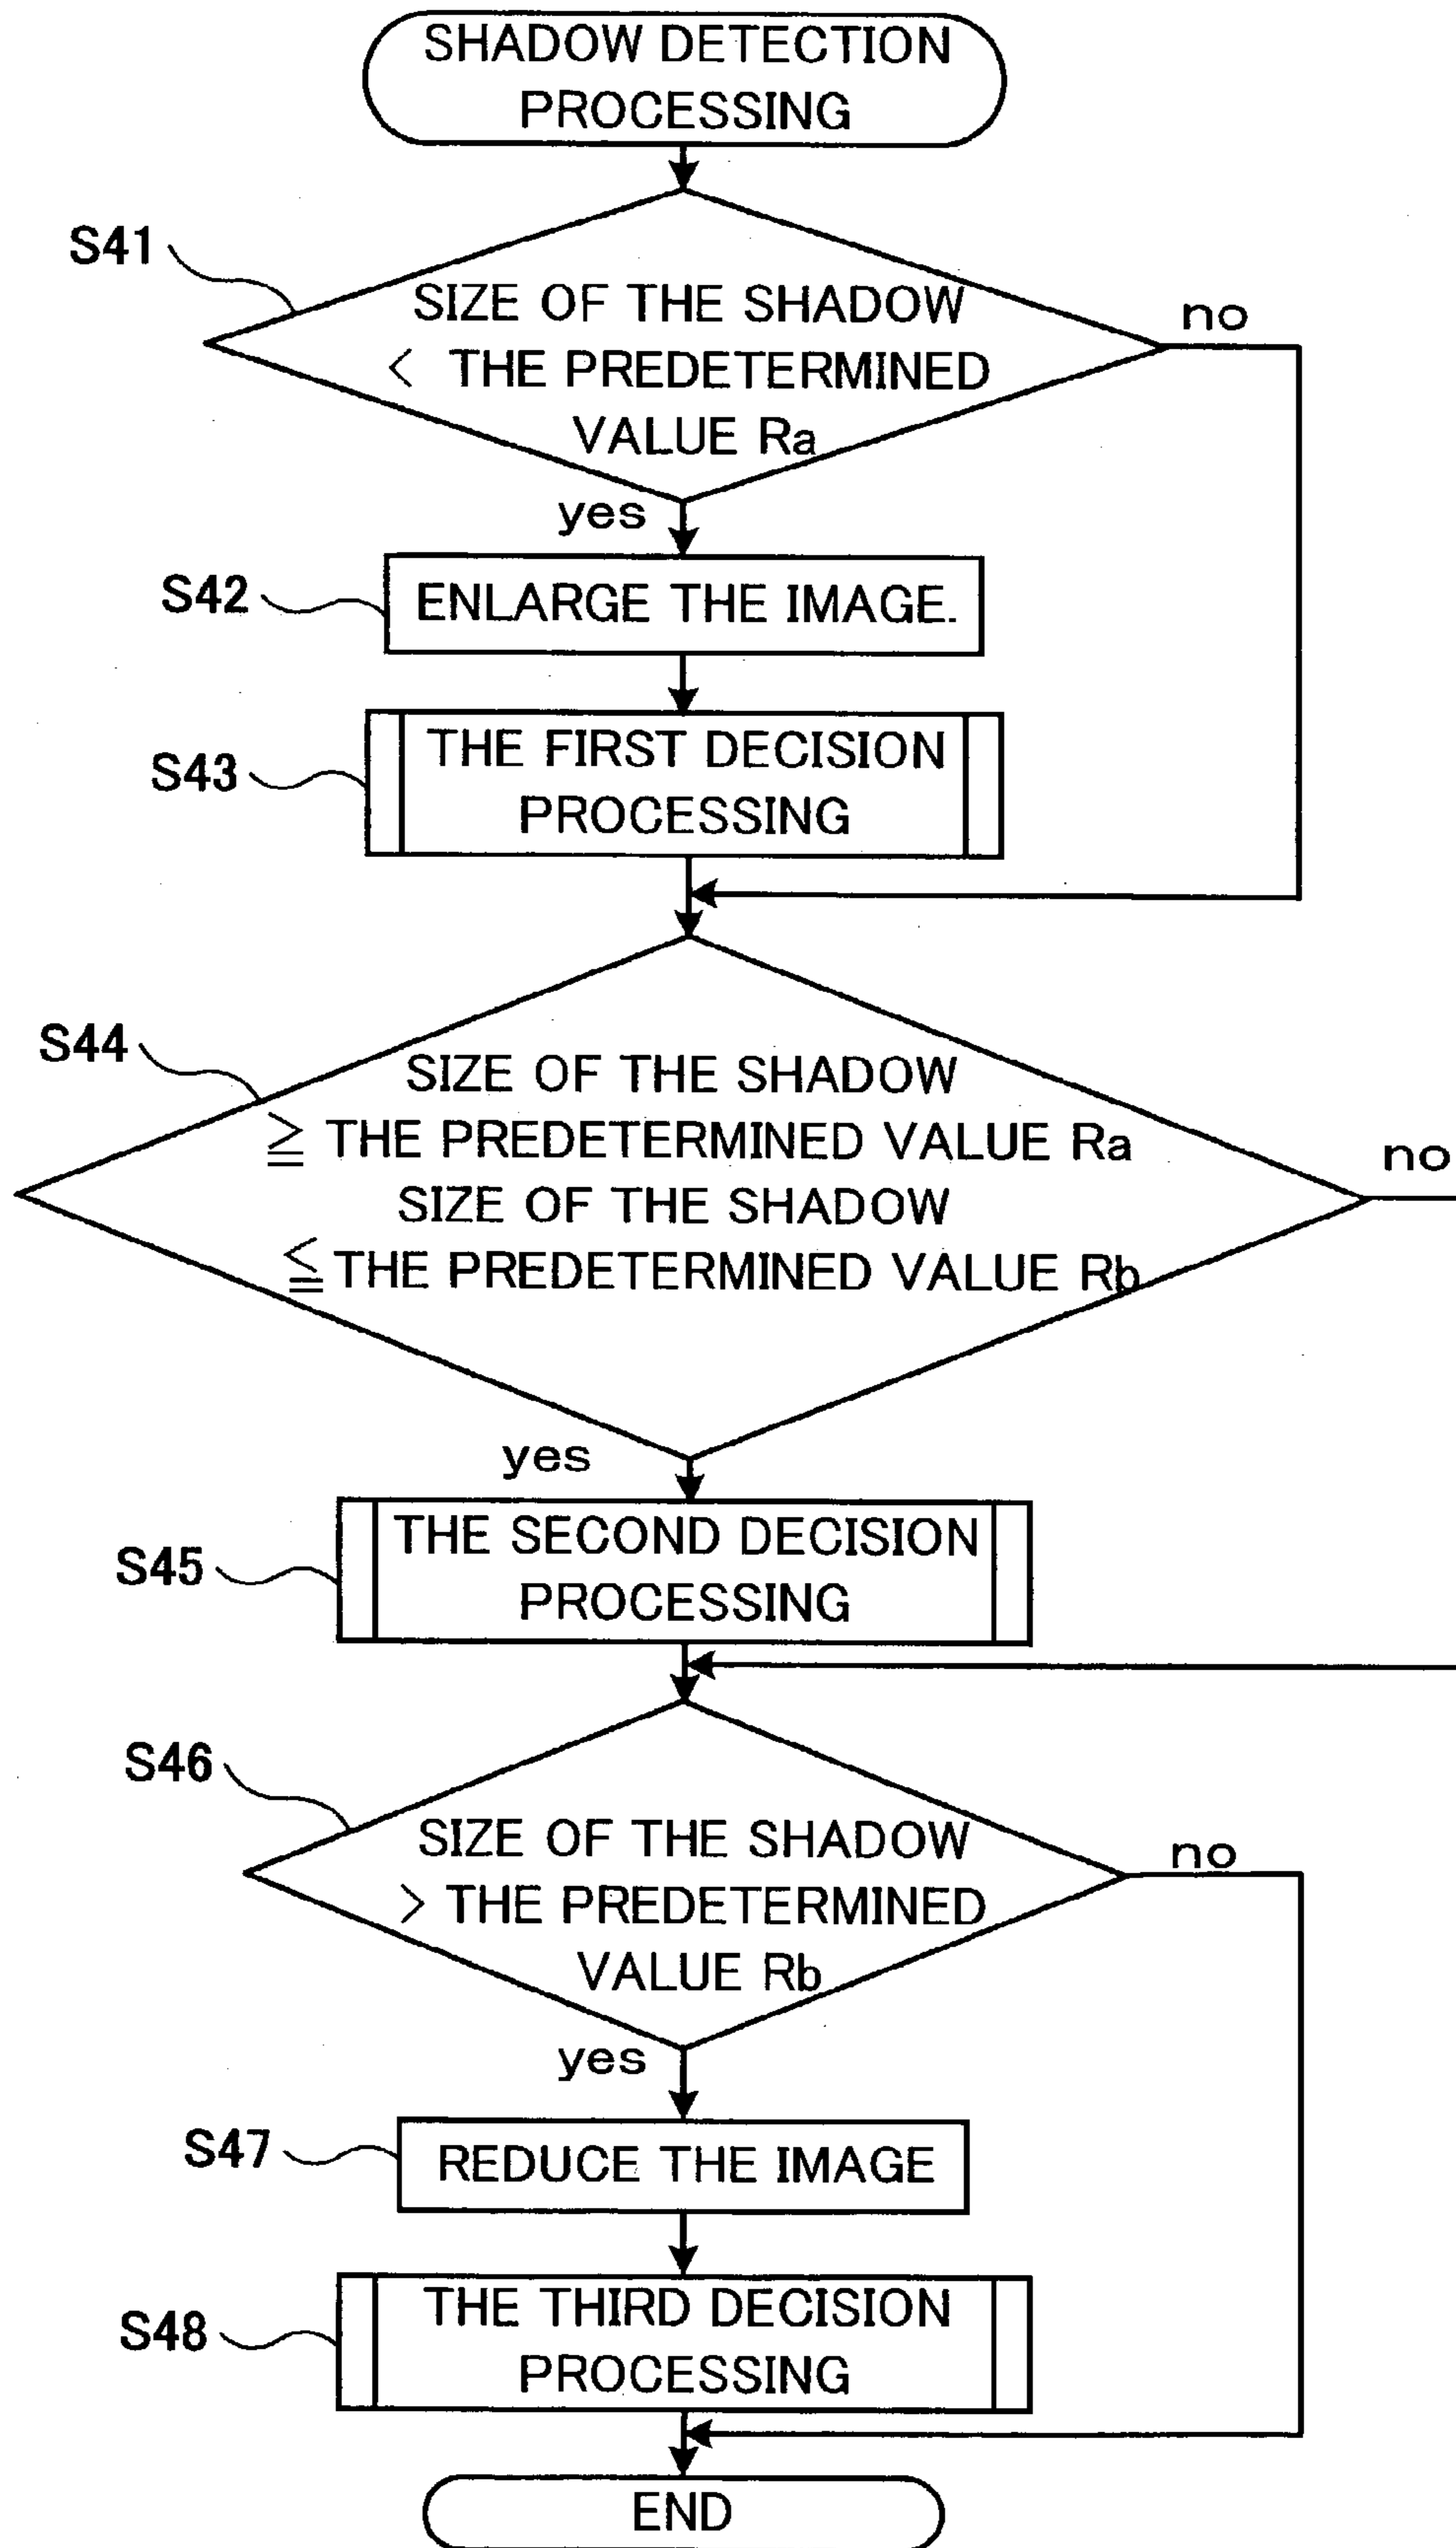 SHADOW DETECTION
PROCESSING
S41
SIZE OF THE SHADOW
< THE PREDETERMINED
VALUE Ra
no
yes
S42
ENLARGE THE IMAGE.
S43
THE FIRST DECISION
PROCESSING
S44
SIZE OF THE SHADOW
≧ THE PREDETERMINED VALUE Ra
SIZE OF THE SHADOW
≦ THE PREDETERMINED VALUE Rb
no
yes
S45
THE SECOND DECISION
PROCESSING
S46
SIZE OF THE SHADOW
> THE PREDETERMINED
VALUE Rb
no
yes
S47
REDUCE THE IMAGE
S48
THE THIRD DECISION
PROCESSING
END